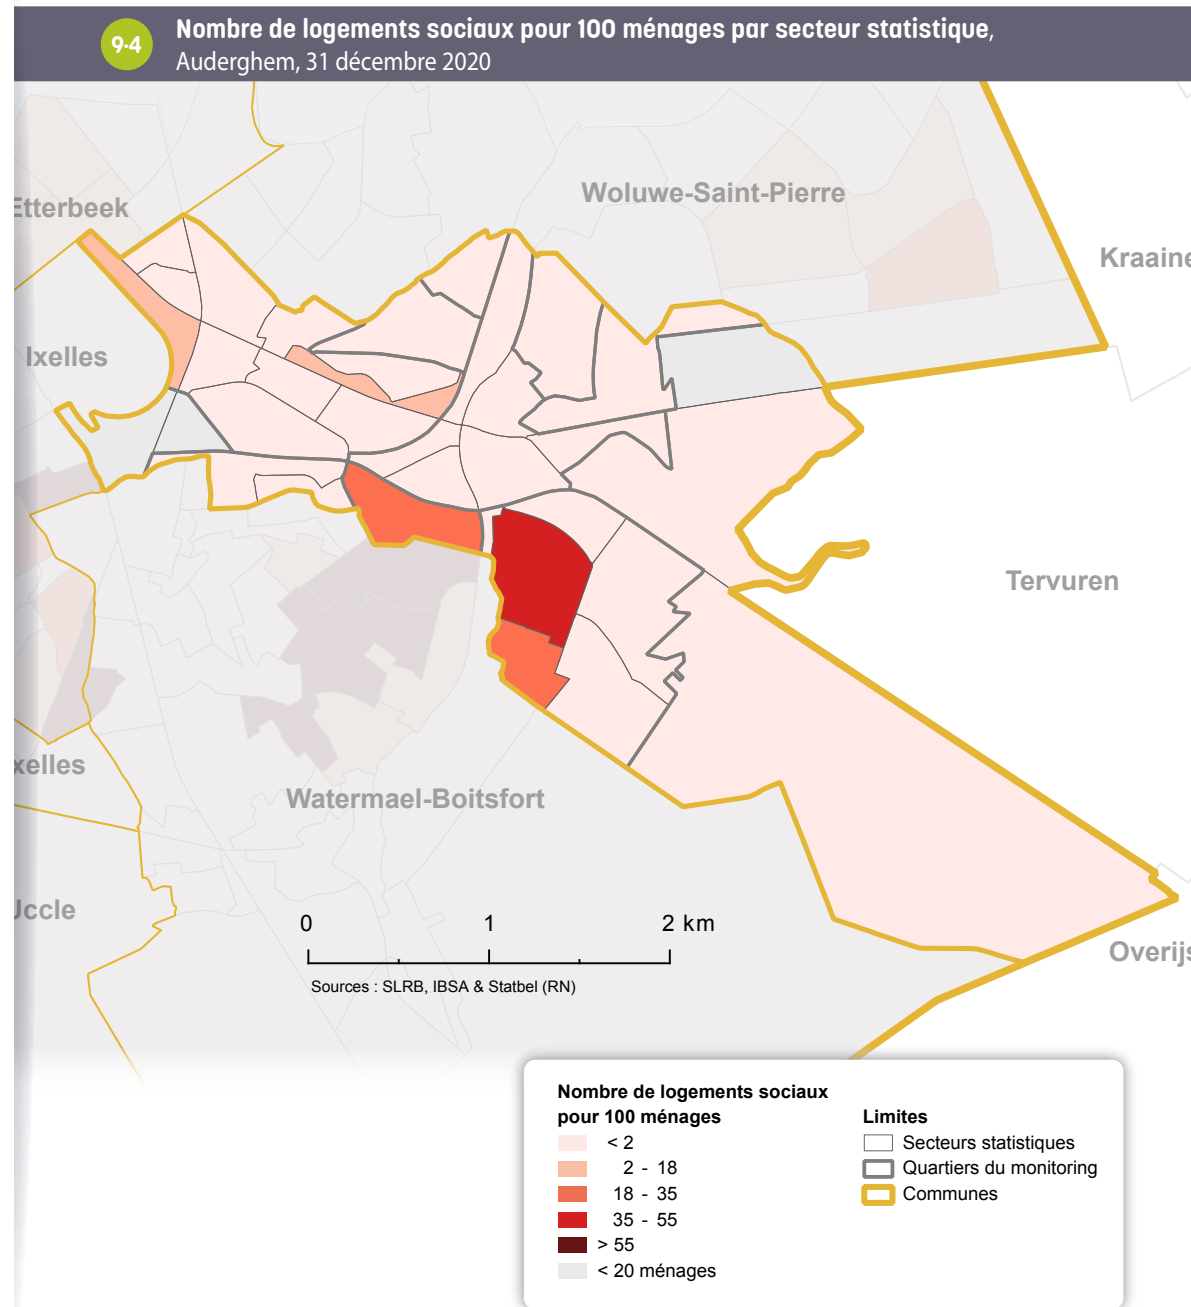 9·4
Nombre de logements sociaux pour 100 ménages par secteur statistique,
Auderghem, 31 décembre 2020
Woluwe-Saint-Pierre
Etterbeek
Kraaine
Ixelles
Tervuren
xelles
Watermael-Boitsfort
Uccle
0 1 2 km
Overijs
Sources : SLRB, IBSA & Statbel (RN)
Nombre de logements sociaux
pour 100 ménages
< 2
2 - 18
18 - 35
35 - 55
> 55
< 20 ménages
Limites
Secteurs statistiques
Quartiers du monitoring
Communes